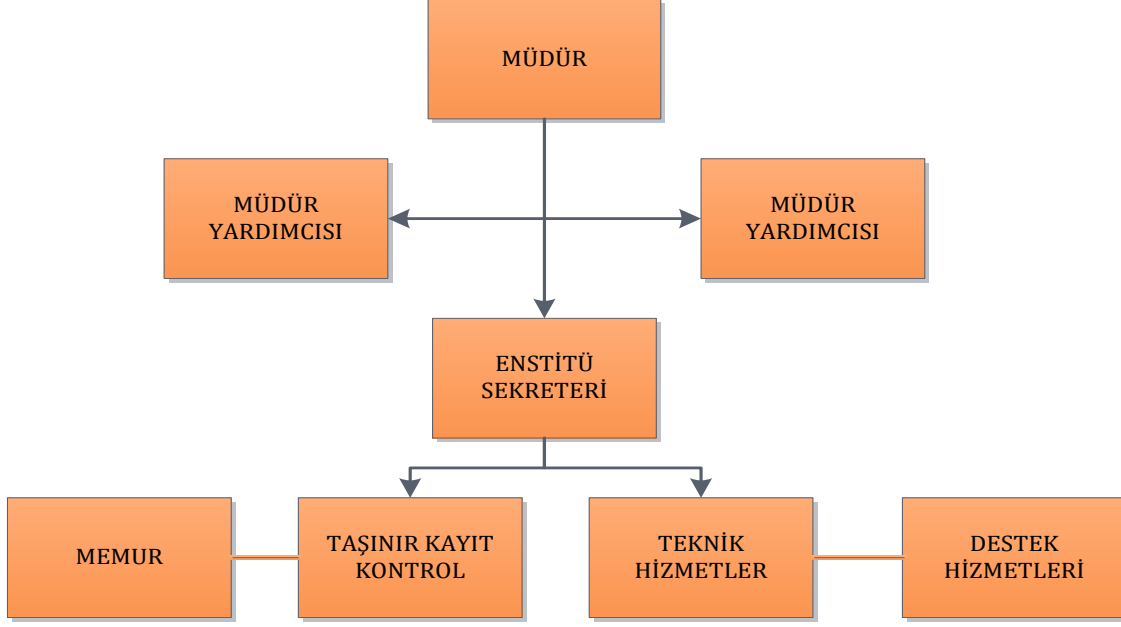 MÜDÜR
MÜDÜR
YARDIMCISI
MÜDÜR
YARDIMCISI
ENSTİTÜ
SEKRETERİ
MEMUR
TAŞINIR KAYIT
KONTROL
TEKNİK
HİZMETLER
DESTEK
HİZMETLERİ